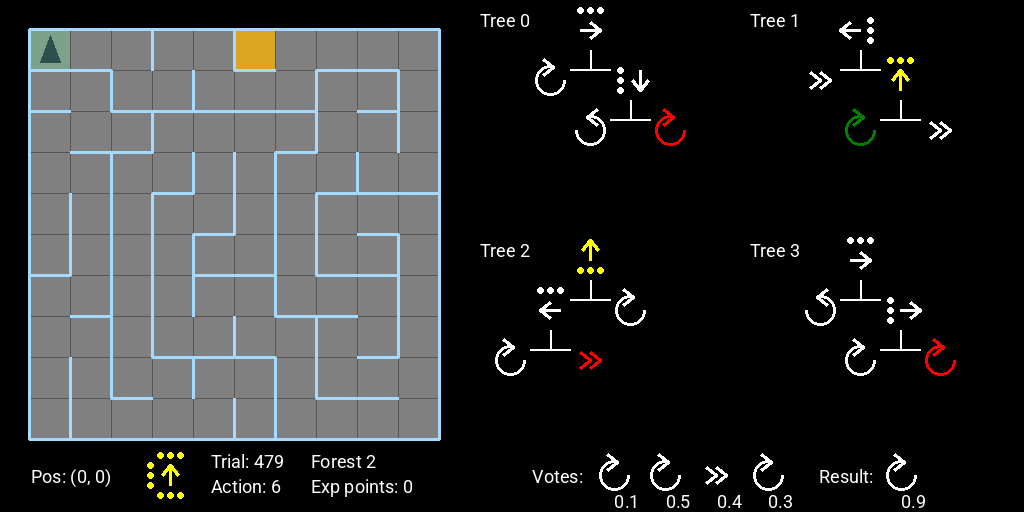 Tree 0
Tree 1
Tree 2
Tree 3
Pos: (0, 0)
Trial: 479
Forest 2
Action: 6
Exp points: 0
Votes:
0.1
0.5
0.4
0.3
Result:
0.9